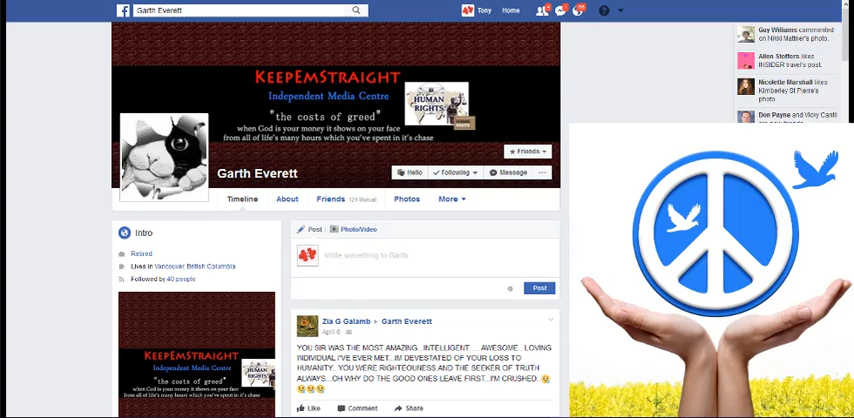 Garth Everett
Tony Home
Guy Williams commented
on Nikki Mattner's photo.
Allen Stoffers likes
INSIDER travel's post.
Nicolette Marshall likes
Kimberley St Pierre's
photo.
Don Payne and Vicky Cantil
KEEPEMSTRAIGHT
Independent Media Centre
"the costs of greed"
when God is your money it shows on your face
from all of life's many hours which you've spent in it's chase
HUMAN
RIGHTS
Friends
Garth Everett
Hello Following Message
Timeline About Friends 129 Mutual Photos More
Intro
Retired
Lives in Vancouver, British Columbia
Followed by 40 people
KEEPEMSTRAIGHT
Independent Media Centre
"the costs of greed"
when God is your money it shows on your face
from all of life's many hours which you've spent in it's chase
HUMAN
RIGHTS
Post Photo/Video
Write something to Garth
Post
Zia G Galamb Garth Everett
April 6
YOU SIR WAS THE MOST AMAZING.. INTELLIGENT..... AWESOME.. LOVING
INDIVIDUAL I'VE EVER MET...I'M DEVESTATED OF YOUR LOSS TO
HUMANITY.. YOU WERE RIGHTEOUNESS AND THE SEEKER OF TRUTH
ALWAYS...OH WHY DO THE GOOD ONES LEAVE FIRST...I'M CRUSHED..
Like Comment Share